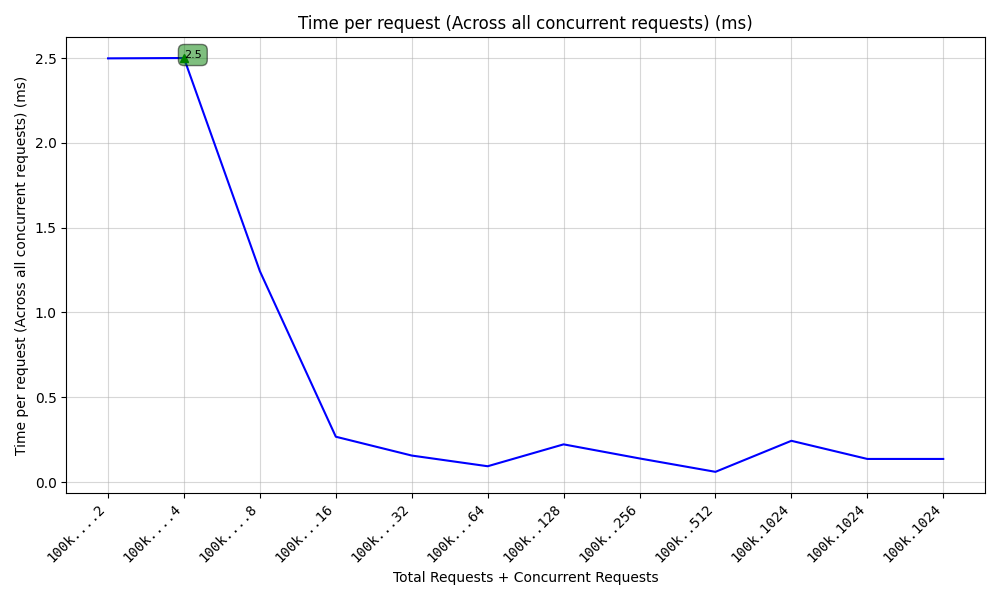 Time per request (Across all concurrent requests) (ms)
Time per request (Across all concurrent requests) (ms)
2.5
2.0
1.5
1.0
0.5
0.0
2.5
100k....2
100k....4
100k....8
100k...16
100k...32
100k...64
100k..128
100k..256
100k..512
100k.1024
100k.1024
100k.1024
Total Requests + Concurrent Requests